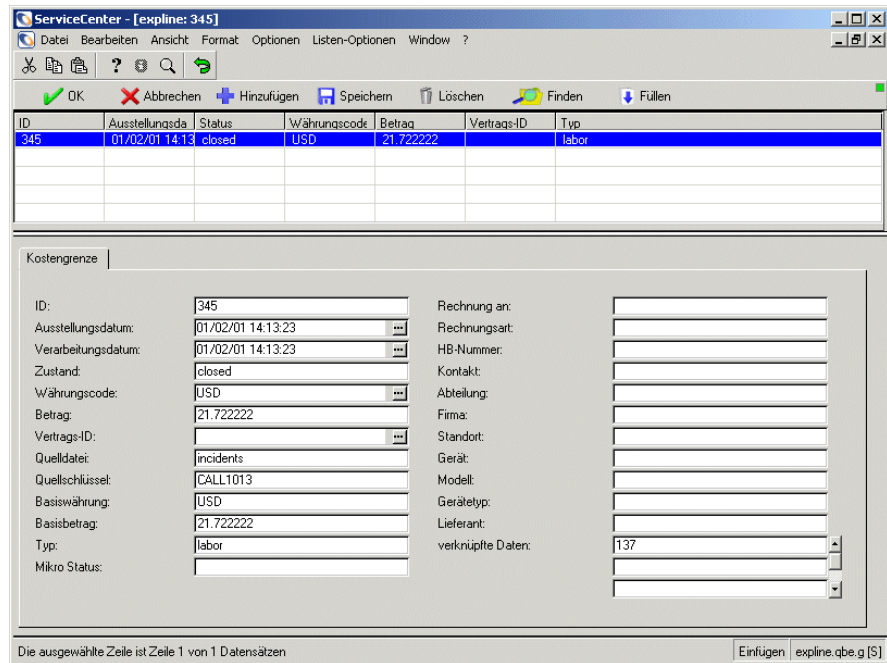 ServiceCenter - [expline: 345]
Datei Bearbeiten Ansicht Format Optionen Listen-Optionen Window ?
OK Abbrechen Hinzufügen Speichern Löschen Finden Füllen
ID Ausstellungsda Status Währungscode Betrag Vertrags-ID Typ
345 01/02/01 14:13 closed USD 21.722222 labor
Kostengrenze
ID: 345 Rechnung an:
Ausstellungsdatum: 01/02/01 14:13:23 Rechnungsart:
Verarbeitungsdatum: 01/02/01 14:13:23 HB-Nummer:
Zustand: closed Kontakt:
Währungscode: USD Abteilung:
Betrag: 21.722222 Firma:
Vertrags-ID: Standort:
Quelldatei: incidents Gerät:
Quellschlüssel: CALL1013 Modell:
Basiswährung: USD Gerätetyp:
Basisbetrag: 21.722222 Lieferant:
Typ: labor verknüpfte Daten: 137
Mikro Status:
Die ausgewählte Zeile ist Zeile 1 von 1 Datensätzen Einfügen expline.qbe.g [S]